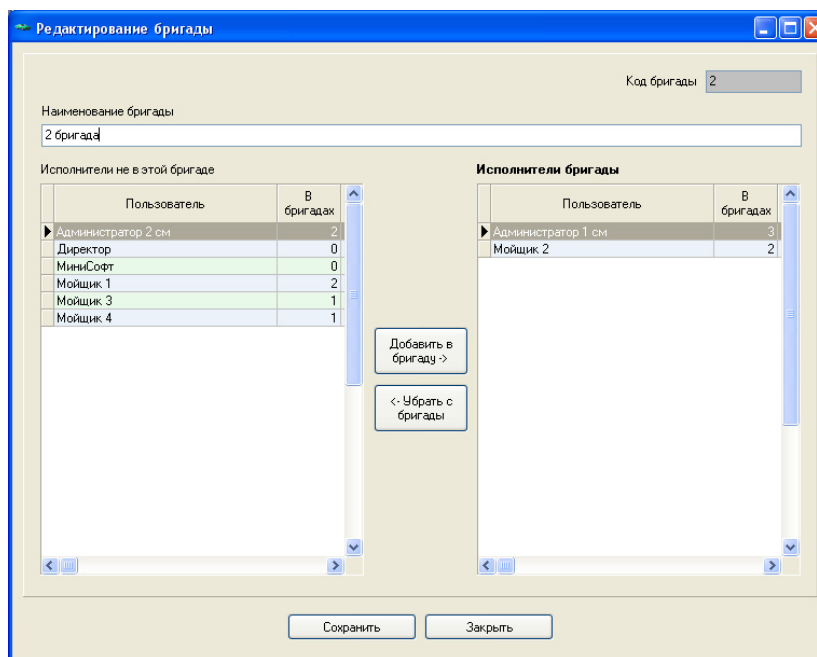 Редактирование бригады
Код бригады 2
Наименование бригады
2 бригада
Исполнители не в этой бригаде
Пользователь В бригадах
Администратор 2 см 2
Директор 0
МиниСофт 0
Мойщик 1 2
Мойщик 3 1
Мойщик 4 1
Добавить в
бригаду ->
<- Убрать с
бригады
Исполнители бригады
Пользователь В бригадах
Администратор 1 см 3
Мойщик 2 2
Сохранить Закрыть